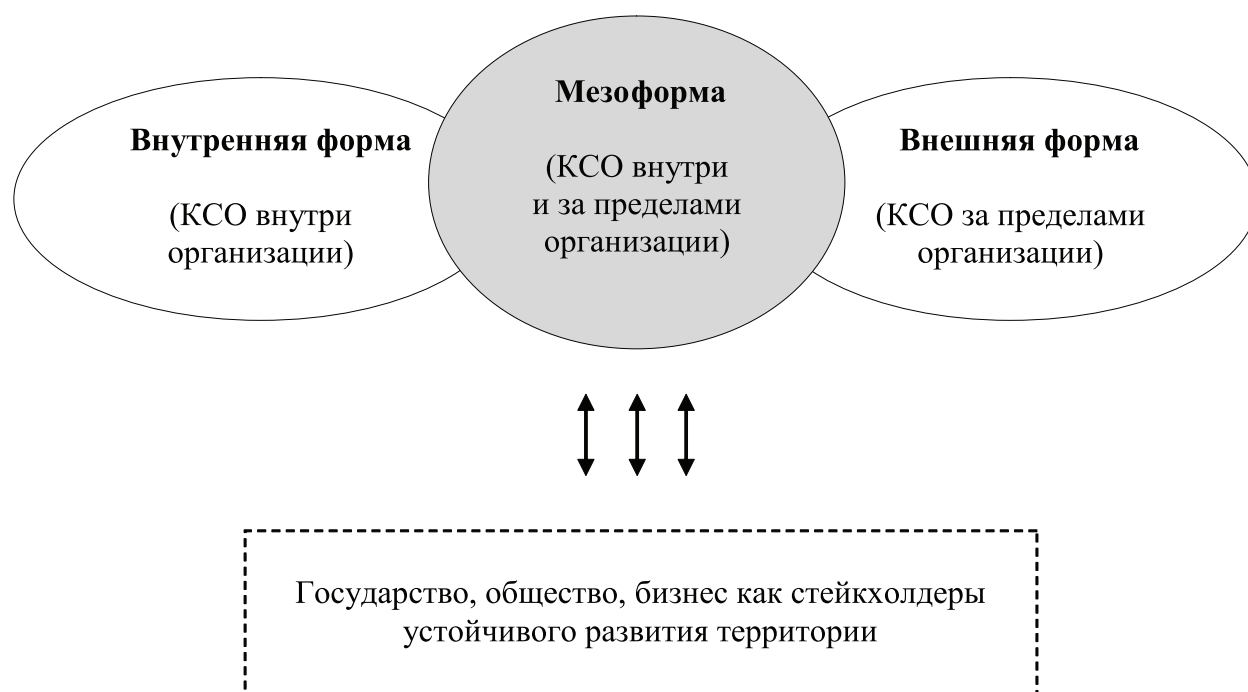 Мезоформа
(КСО внутри
и за пределами
организации)
Внутренняя форма
(КСО внутри
организации)
Внешняя форма
(КСО за пределами
организации)
Государство, общество, бизнес как стейкхолдеры
устойчивого развития территории